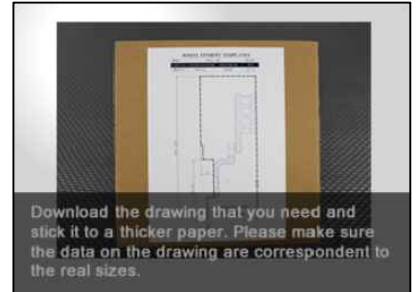 Download the drawing that you need and
stick it to a thicker paper. Please make sure
the data on the drawing are correspondent to
the real sizes.